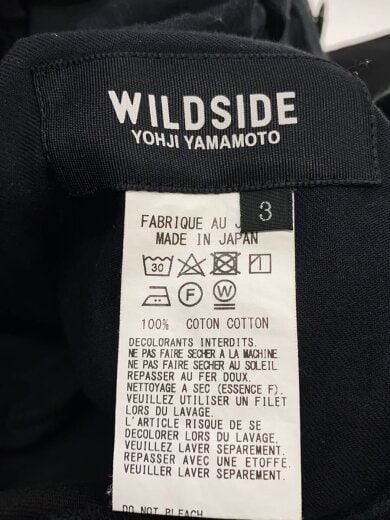 WILDSIDE
YOHJI YAMAMOTO
3
FABRIQUE AU
MADE IN JAPAN
30
F
W
100% COTON COTTON
DECOLORANTS INTERDITS.
NE PAS FAIRE SECHER A LA MACHINE
NE PAS FAIRE SECHER AU SOLEIL
REPASSER AU FER DOUX.
NETTOYAGE A SEC (ESSENCE F).
VEUILLEZ UTILISER UN FILET
LORS DU LAVAGE.
L'ARTICLE RISQUE DE SE
DECOLORER LORS DU LAVAGE,
VEUILLEZ LAVER SEPAREMENT.
REPASSER AVEC UNE ETOFFE.
VEUILLER LAVER SEPAREMENT.
DO NOT BLEACH